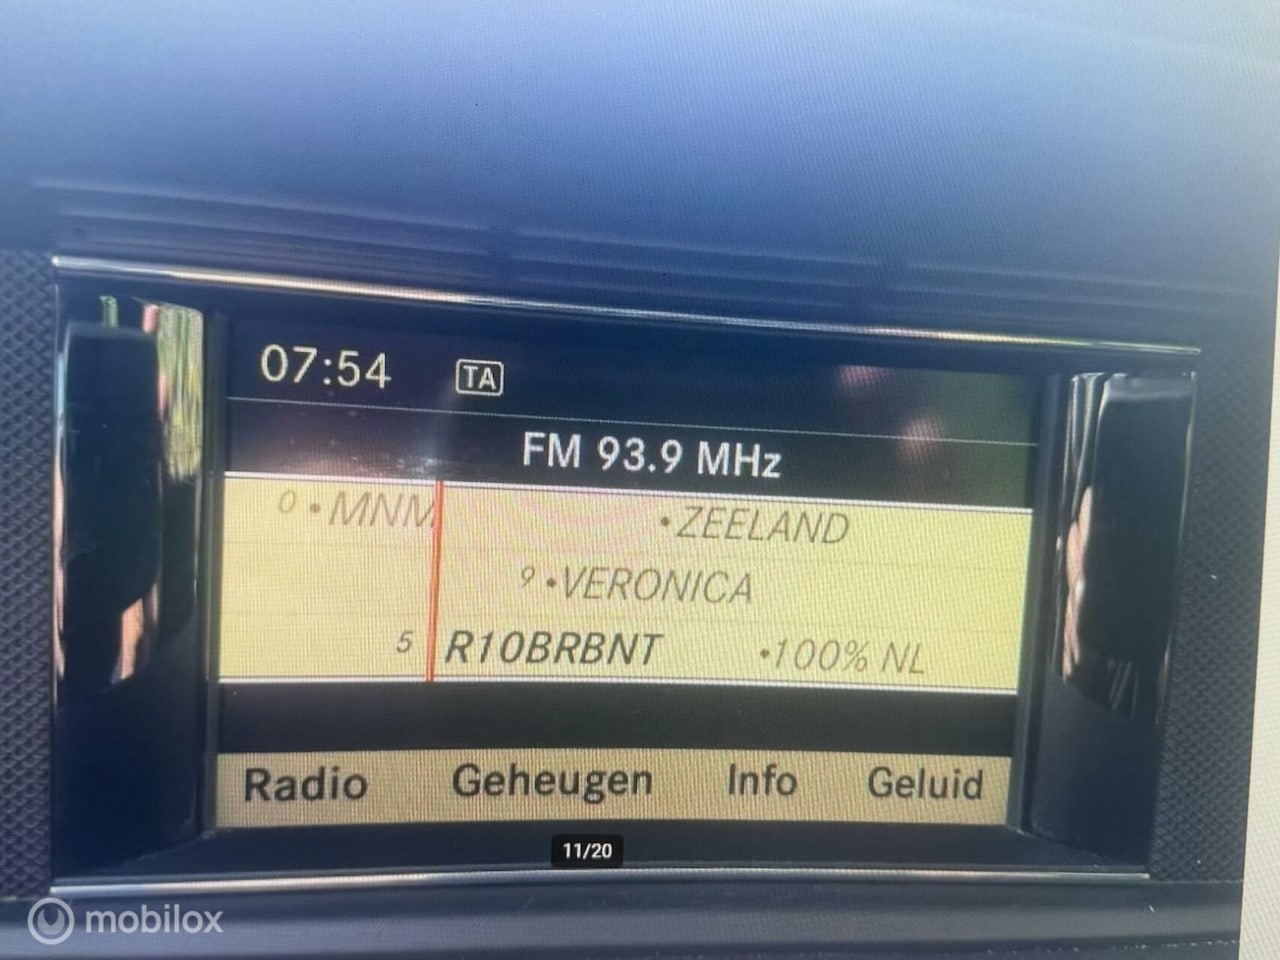 07:54 TA
FM 93.9 MHz
0 •MNM •ZEELAND
9 •VERONICA
5 R10BRBNT •100% NL
Radio Geheugen Info Geluid
11/20
mobilox